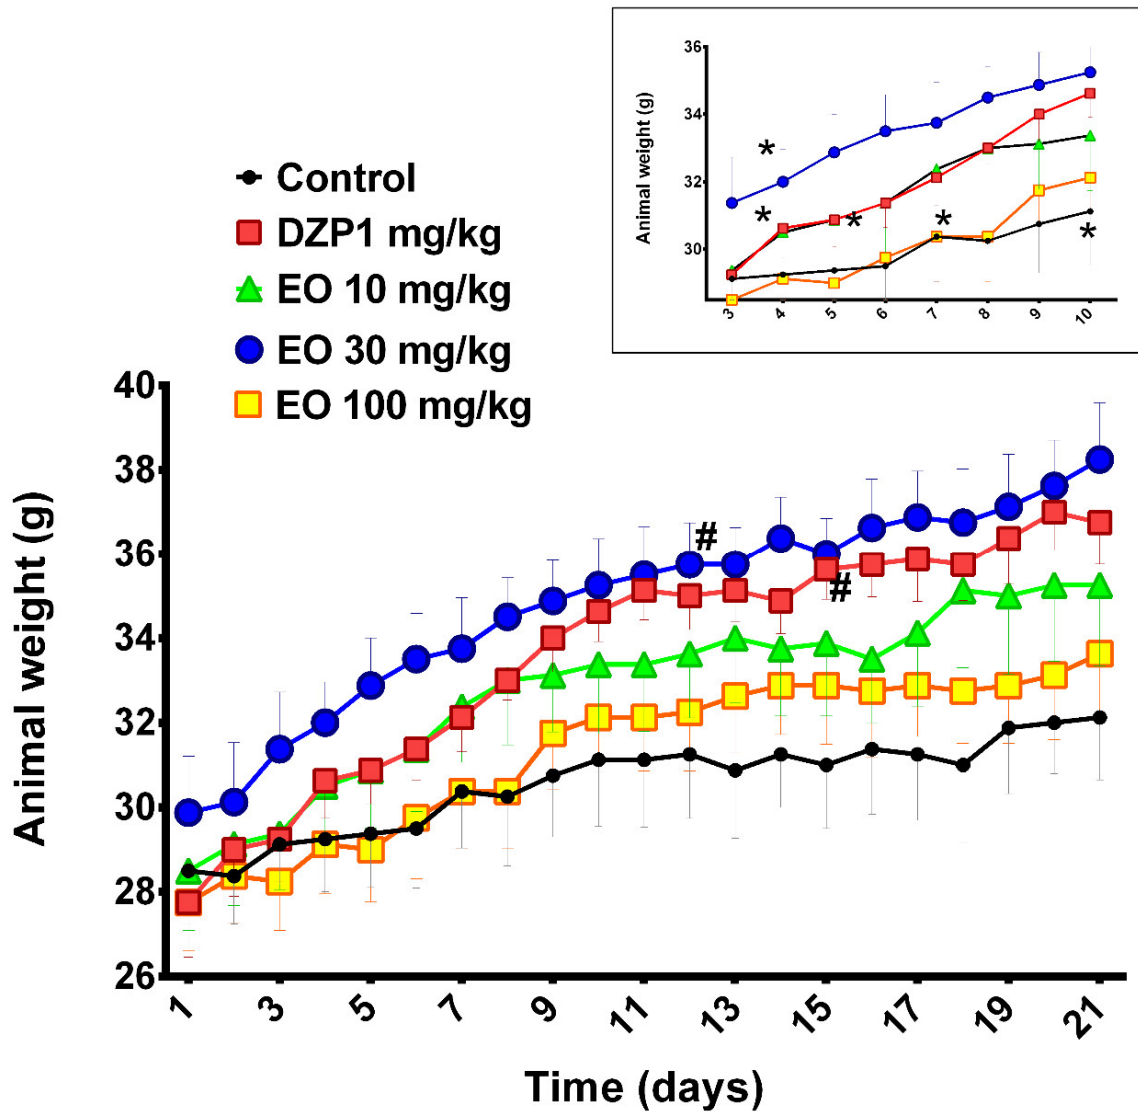 36
34
32
30
Animal weight (g)
*
*
*
*
*
3 4 5 6 7 8 9 10
Control
DZP1 mg/kg
EO 10 mg/kg
EO 30 mg/kg
EO 100 mg/kg
40
38
36
34
32
30
28
26
Animal weight (g)
#
#
1 3 5 7 9 11 13 15 17 19 21
Time (days)